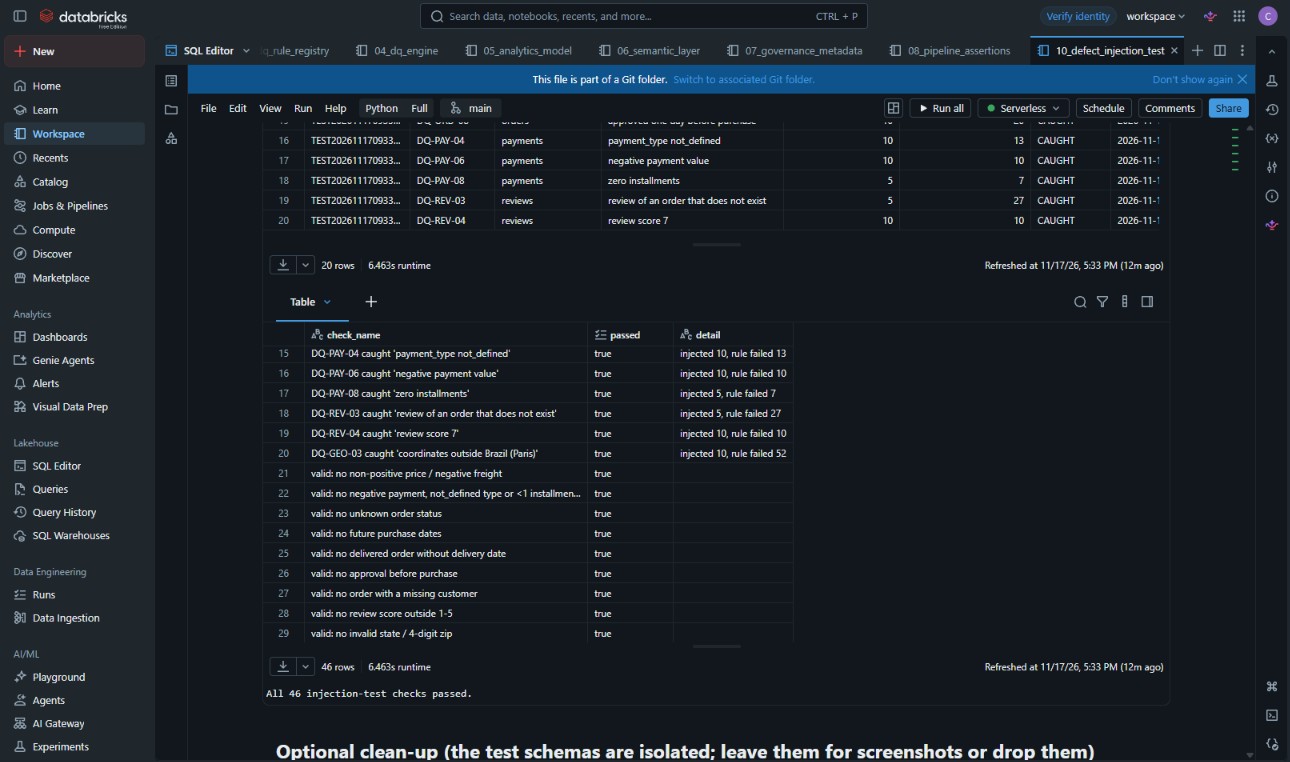 databricks
Free Edition
Search data, notebooks, recents, and more...
CTRL + P
Verify identity
workspace
C
New
SQL Editor
q_rule_registry
04_dq_engine
05_analytics_model
06_semantic_layer
07_governance_metadata
08_pipeline_assertions
10_defect_injection_test
Home
Learn
Workspace
Recents
Catalog
Jobs & Pipelines
Compute
Discover
Marketplace
Analytics
Dashboards
Genie Agents
Alerts
Visual Data Prep
Lakehouse
SQL Editor
Queries
Query History
SQL Warehouses
Data Engineering
Runs
Data Ingestion
AI/ML
Playground
Agents
AI Gateway
Experiments
This file is part of a Git folder. Switch to associated Git folder.
Don't show again
File Edit View Run Help Python Full main
Run all
Serverless
Schedule
Comments
Share
16 TEST202611170933... DQ-PAY-04 payments payment_type not_defined 10 13 CAUGHT 2026-11-1
17 TEST202611170933... DQ-PAY-06 payments negative payment value 10 10 CAUGHT 2026-11-1
18 TEST202611170933... DQ-PAY-08 payments zero installments 5 7 CAUGHT 2026-11-1
19 TEST202611170933... DQ-REV-03 reviews review of an order that does not exist 5 27 CAUGHT 2026-11-1
20 TEST202611170933... DQ-REV-04 reviews review score 7 10 10 CAUGHT 2026-11-1
20 rows 6.463s runtime
Refreshed at 11/17/26, 5:33 PM (12m ago)
Table
check_name passed detail
15 DQ-PAY-04 caught 'payment_type not_defined' true injected 10, rule failed 13
16 DQ-PAY-06 caught 'negative payment value' true injected 10, rule failed 10
17 DQ-PAY-08 caught 'zero installments' true injected 5, rule failed 7
18 DQ-REV-03 caught 'review of an order that does not exist' true injected 5, rule failed 27
19 DQ-REV-04 caught 'review score 7' true injected 10, rule failed 10
20 DQ-GEO-03 caught 'coordinates outside Brazil (Paris)' true injected 10, rule failed 52
21 valid: no non-positive price / negative freight true
22 valid: no negative payment, not_defined type or <1 installmen... true
23 valid: no unknown order status true
24 valid: no future purchase dates true
25 valid: no delivered order without delivery date true
26 valid: no approval before purchase true
27 valid: no order with a missing customer true
28 valid: no review score outside 1-5 true
29 valid: no invalid state / 4-digit zip true
46 rows 6.463s runtime
Refreshed at 11/17/26, 5:33 PM (12m ago)
All 46 injection-test checks passed.
Optional clean-up (the test schemas are isolated; leave them for screenshots or drop them)